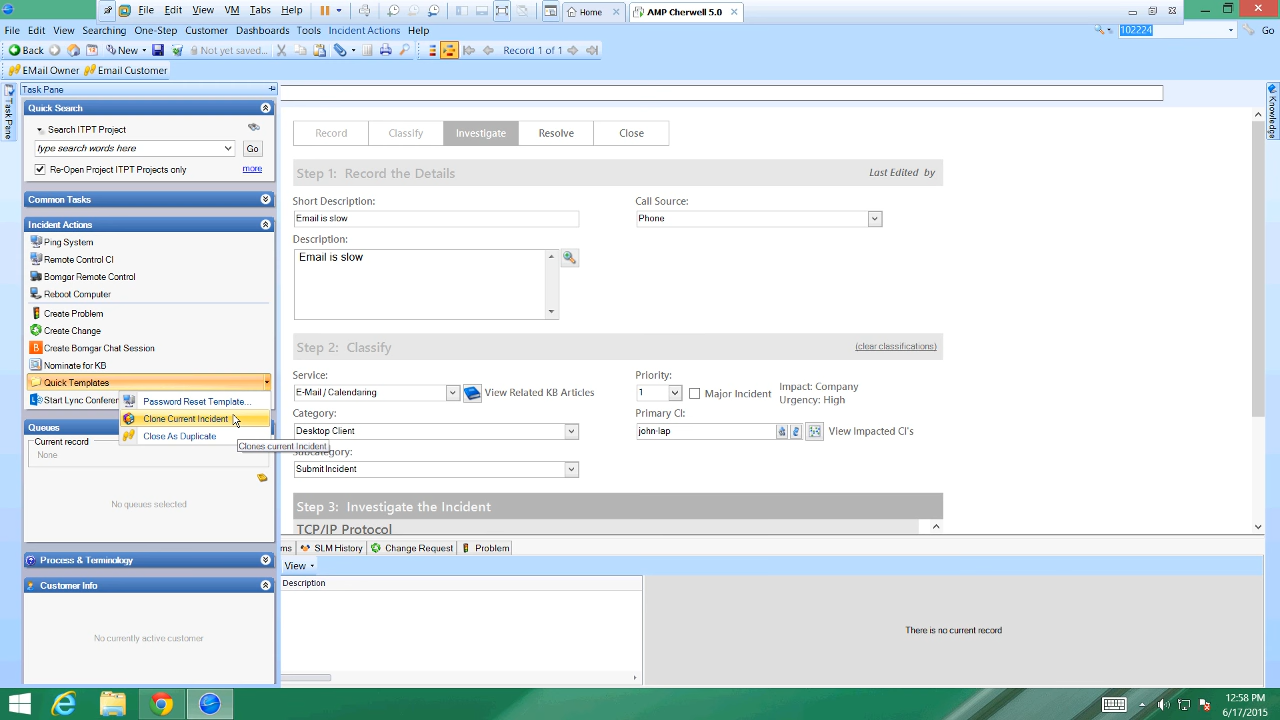 File Edit View VM Tabs Help
Home
AMP Cherwell 5.0
File Edit View Searching One-Step Customer Dashboards Tools Incident Actions Help
102224
Go
Back
New
Not yet saved...
Record 1 of 1
EMail Owner Email Customer
Task Pane
Task Pane
Knowledge
Quick Search
Search ITPT Project
type search words here
Go
Re-Open Project ITPT Projects only
more
Common Tasks
Incident Actions
Ping System
Remote Control CI
Bomgar Remote Control
Reboot Computer
Create Problem
Create Change
Create Bomgar Chat Session
Nominate for KB
Quick Templates
Start Lync Conferen
Password Reset Template...
Clone Current Incident
Close As Duplicate
Clones current Incident
Queues
Current record
None
No queues selected
Process & Terminology
Customer Info
No currently active customer
Record Classify Investigate Resolve Close
Step 1: Record the Details
Last Edited by
Short Description:
Email is slow
Call Source:
Phone
Description:
Email is slow
Step 2: Classify
(clear classifications)
Service:
E-Mail / Calendaring
View Related KB Articles
Priority:
1
Major Incident
Impact: Company
Urgency: High
Category:
Desktop Client
Primary CI:
john-lap
View Impacted CI's
Subcategory:
Submit Incident
Step 3: Investigate the Incident
TCP/IP Protocol
ms SLM History Change Request Problem
View
Description
There is no current record
12:58 PM
6/17/2015